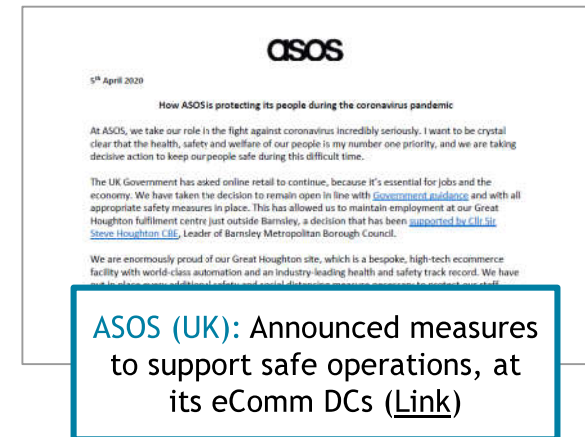 asos
5th April 2020
How ASOS is protecting its people during the coronavirus pandemic
At ASOS, we take our role in the fight against coronavirus incredibly seriously. I want to be crystal
clear that the health, safety and welfare of our people is my number one priority, and we are taking
decisive action to keep our people safe during this difficult time.
The UK Government has asked online retail to continue, because it's essential for jobs and the
economy. We have taken the decision to remain open in line with Government guidance and with all
appropriate safety measures in place. This has allowed us to maintain employment at our Great
Houghton fulfilment centre just outside Barnsley, a decision that has been supported by Cllr Sir
Steve Houghton CBE, Leader of Barnsley Metropolitan Borough Council.
We are enormously proud of our Great Houghton site, which is a bespoke, high-tech ecommerce
facility with world-class automation and an industry-leading health and safety track record. We have
ASOS (UK): Announced measures
to support safe operations, at
its eComm DCs (Link)